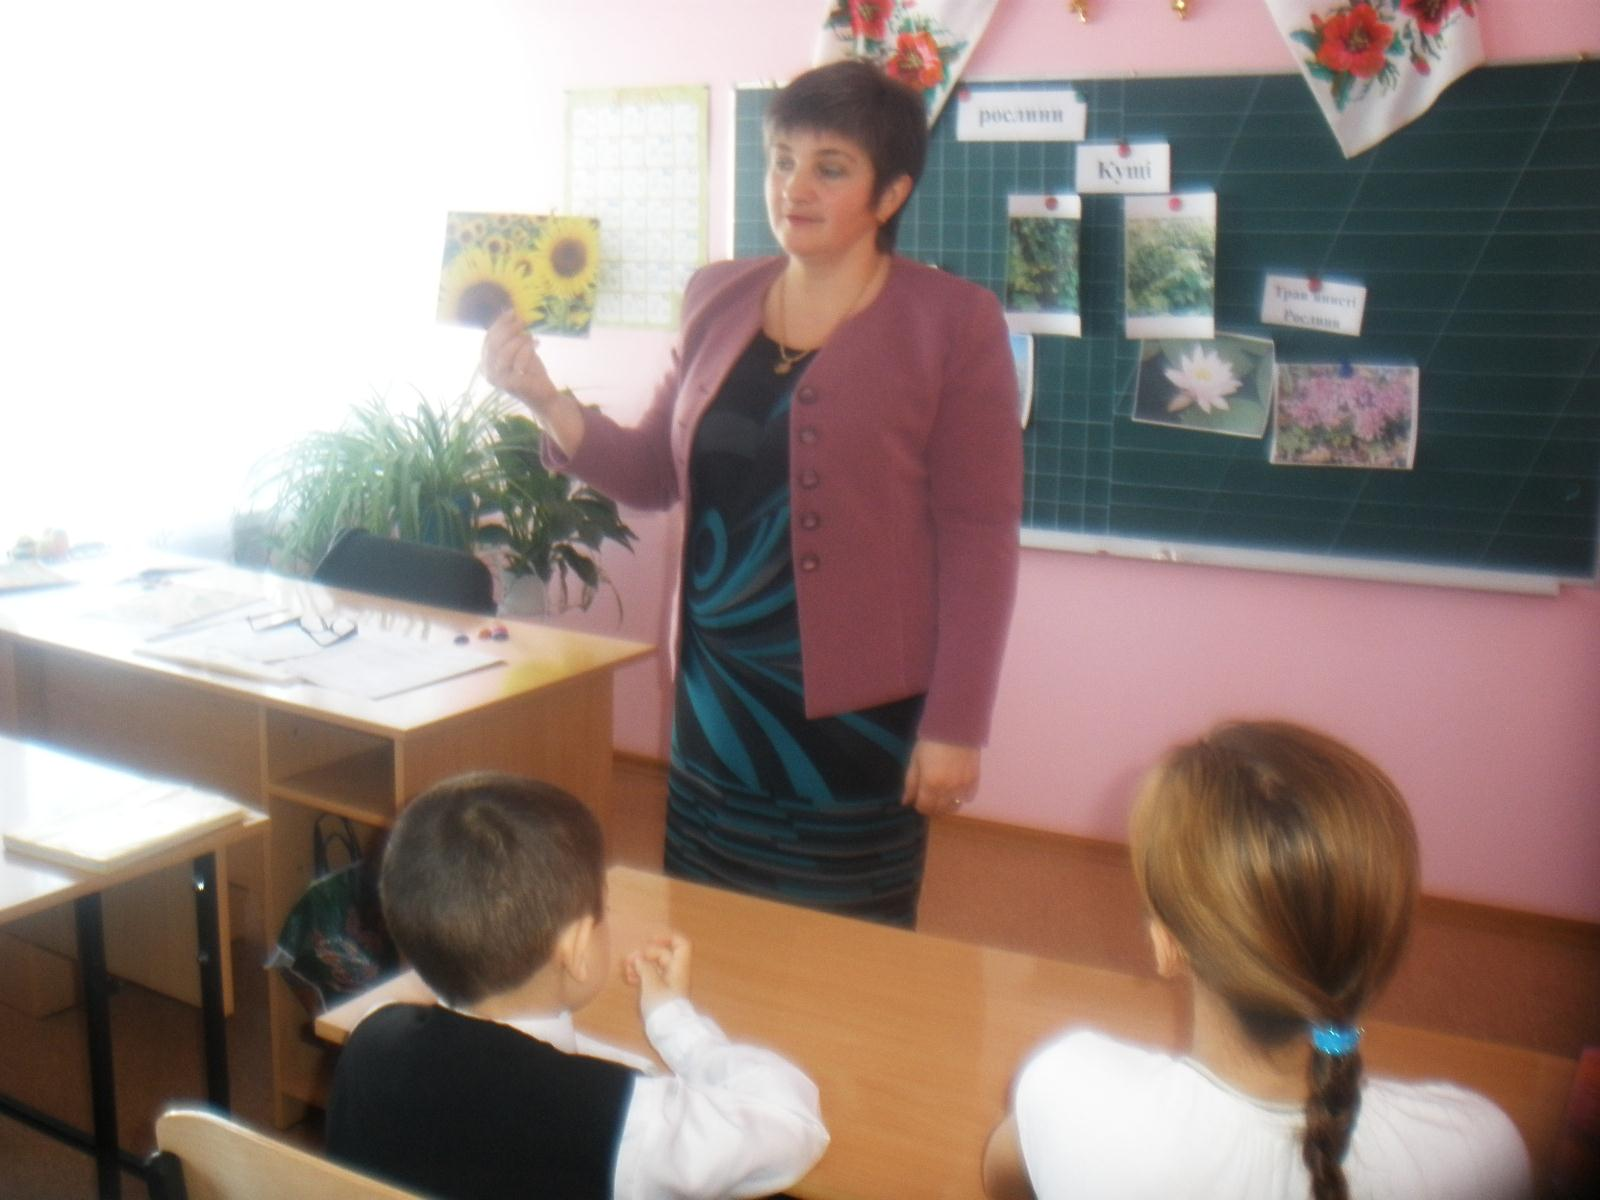 рослини
Кущі
Трав'янисті
Рослини